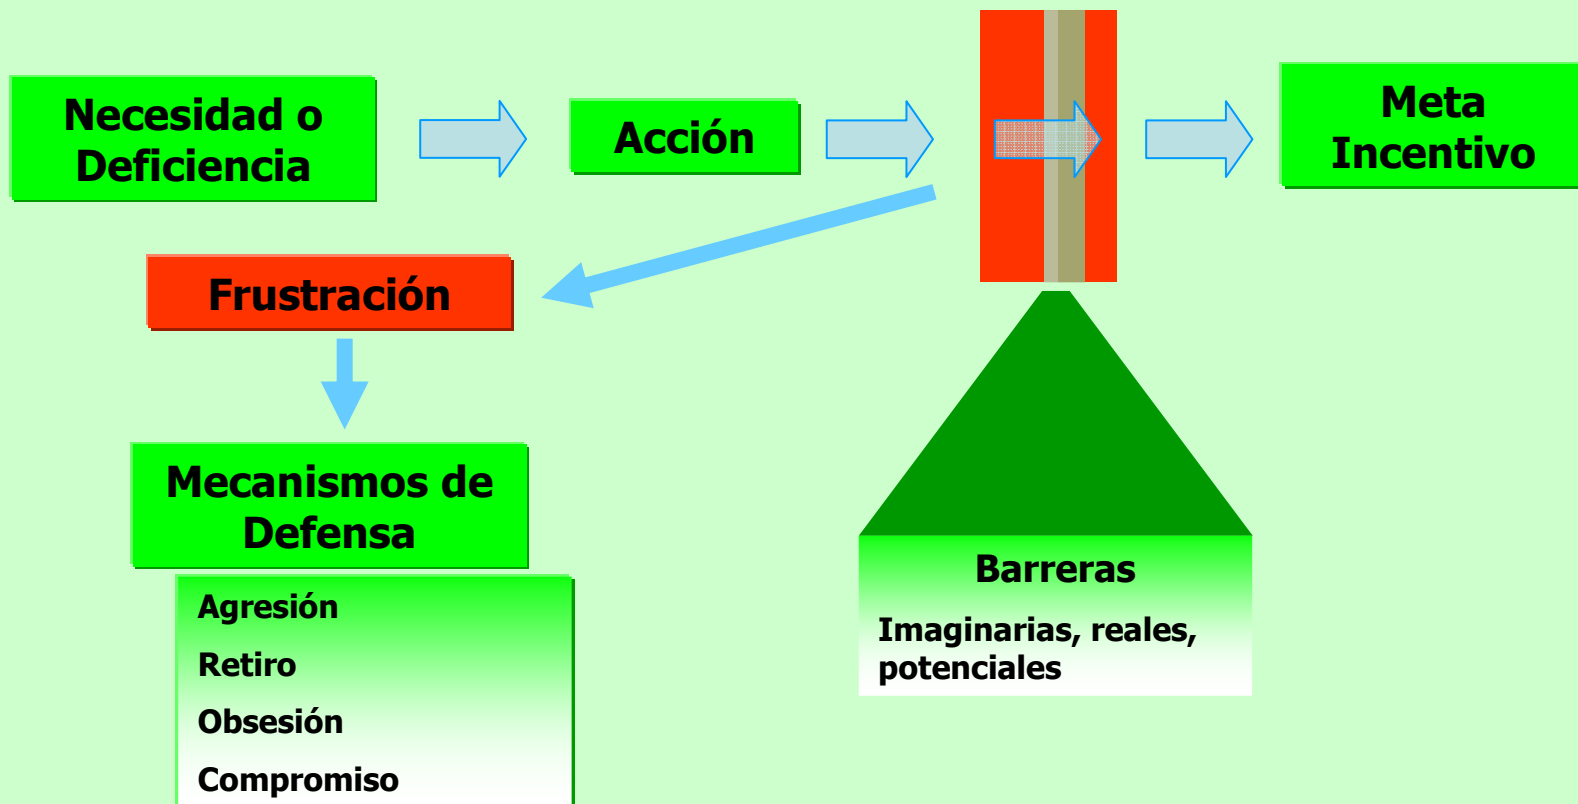 Necesidad o
Deficiencia
Acción
Meta
Incentivo
Frustración
Mecanismos de
Defensa
Agresión
Retiro
Obsesión
Compromiso
Barreras
Imaginarias, reales,
potenciales